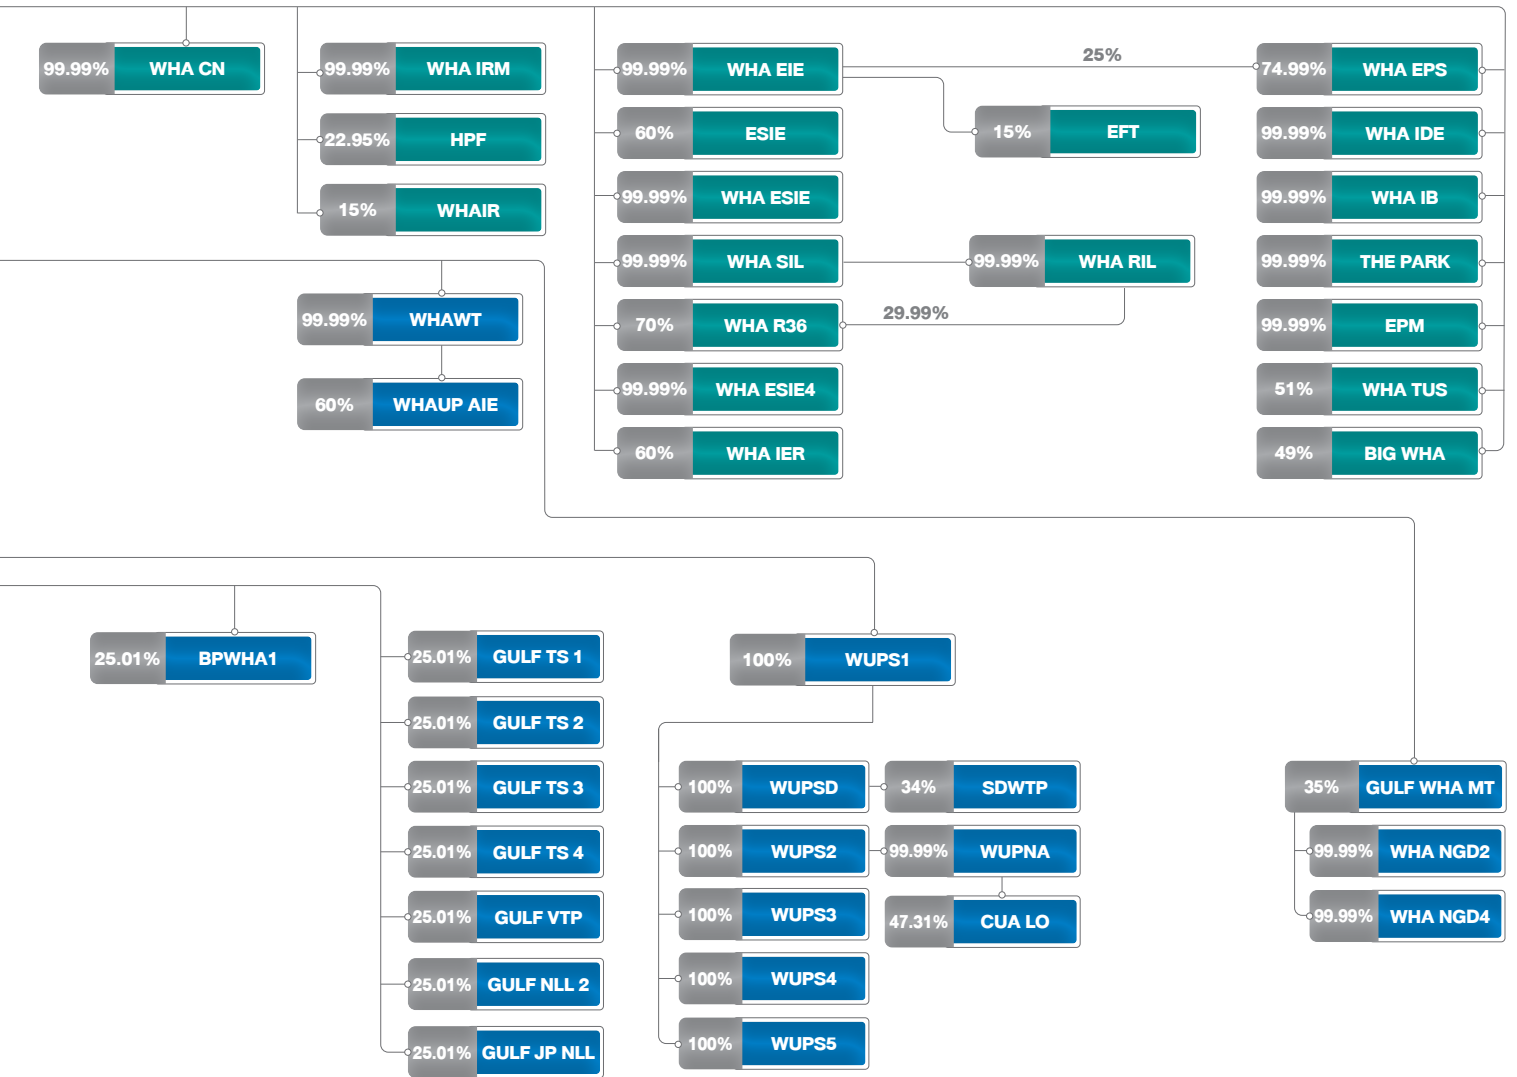 99.99% WHA CN
99.99% WHA IRM
22.95% HPF
15% WHAIR
99.99% WHA EIE
25%
74.99% WHA EPS
60% ESIE
15% EFT
99.99% WHA IDE
99.99% WHA ESIE
99.99% WHA IB
99.99% WHA SIL
99.99% WHA RIL
99.99% THE PARK
70% WHA R36
29.99%
99.99% EPM
99.99% WHA ESIE4
51% WHA TUS
60% WHA IER
49% BIG WHA
99.99% WHAWT
60% WHAUP AIE
25.01% BPWHA1
25.01% GULF TS 1
25.01% GULF TS 2
25.01% GULF TS 3
25.01% GULF TS 4
25.01% GULF VTP
25.01% GULF NLL 2
25.01% GULF JP NLL
100% WUPS1
100% WUPSD
34% SDWTP
100% WUPS2
99.99% WUPNA
100% WUPS3
47.31% CUA LO
100% WUPS4
100% WUPS5
35% GULF WHA MT
99.99% WHA NGD2
99.99% WHA NGD4